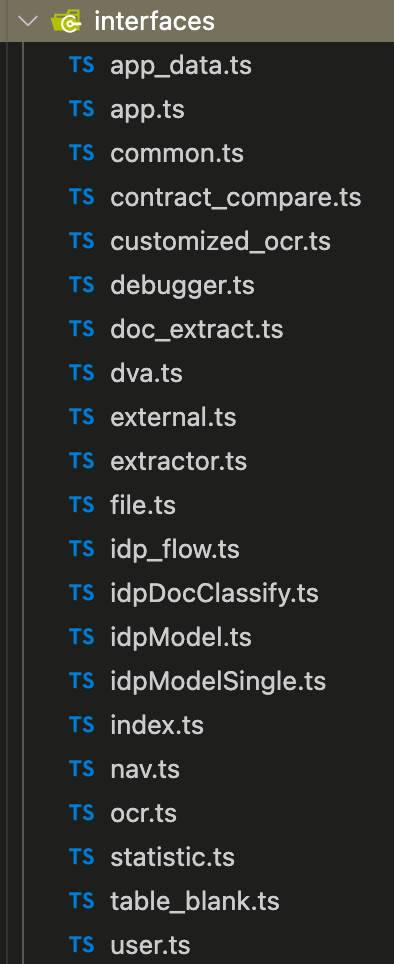 interfaces
TS app_data.ts
TS app.ts
TS common.ts
TS contract_compare.ts
TS customized_ocr.ts
TS debugger.ts
TS doc_extract.ts
TS dva.ts
TS external.ts
TS extractor.ts
TS file.ts
TS idp_flow.ts
TS idpDocClassify.ts
TS idpModel.ts
TS idpModelSingle.ts
TS index.ts
TS nav.ts
TS ocr.ts
TS statistic.ts
TS table_blank.ts
TS user.ts